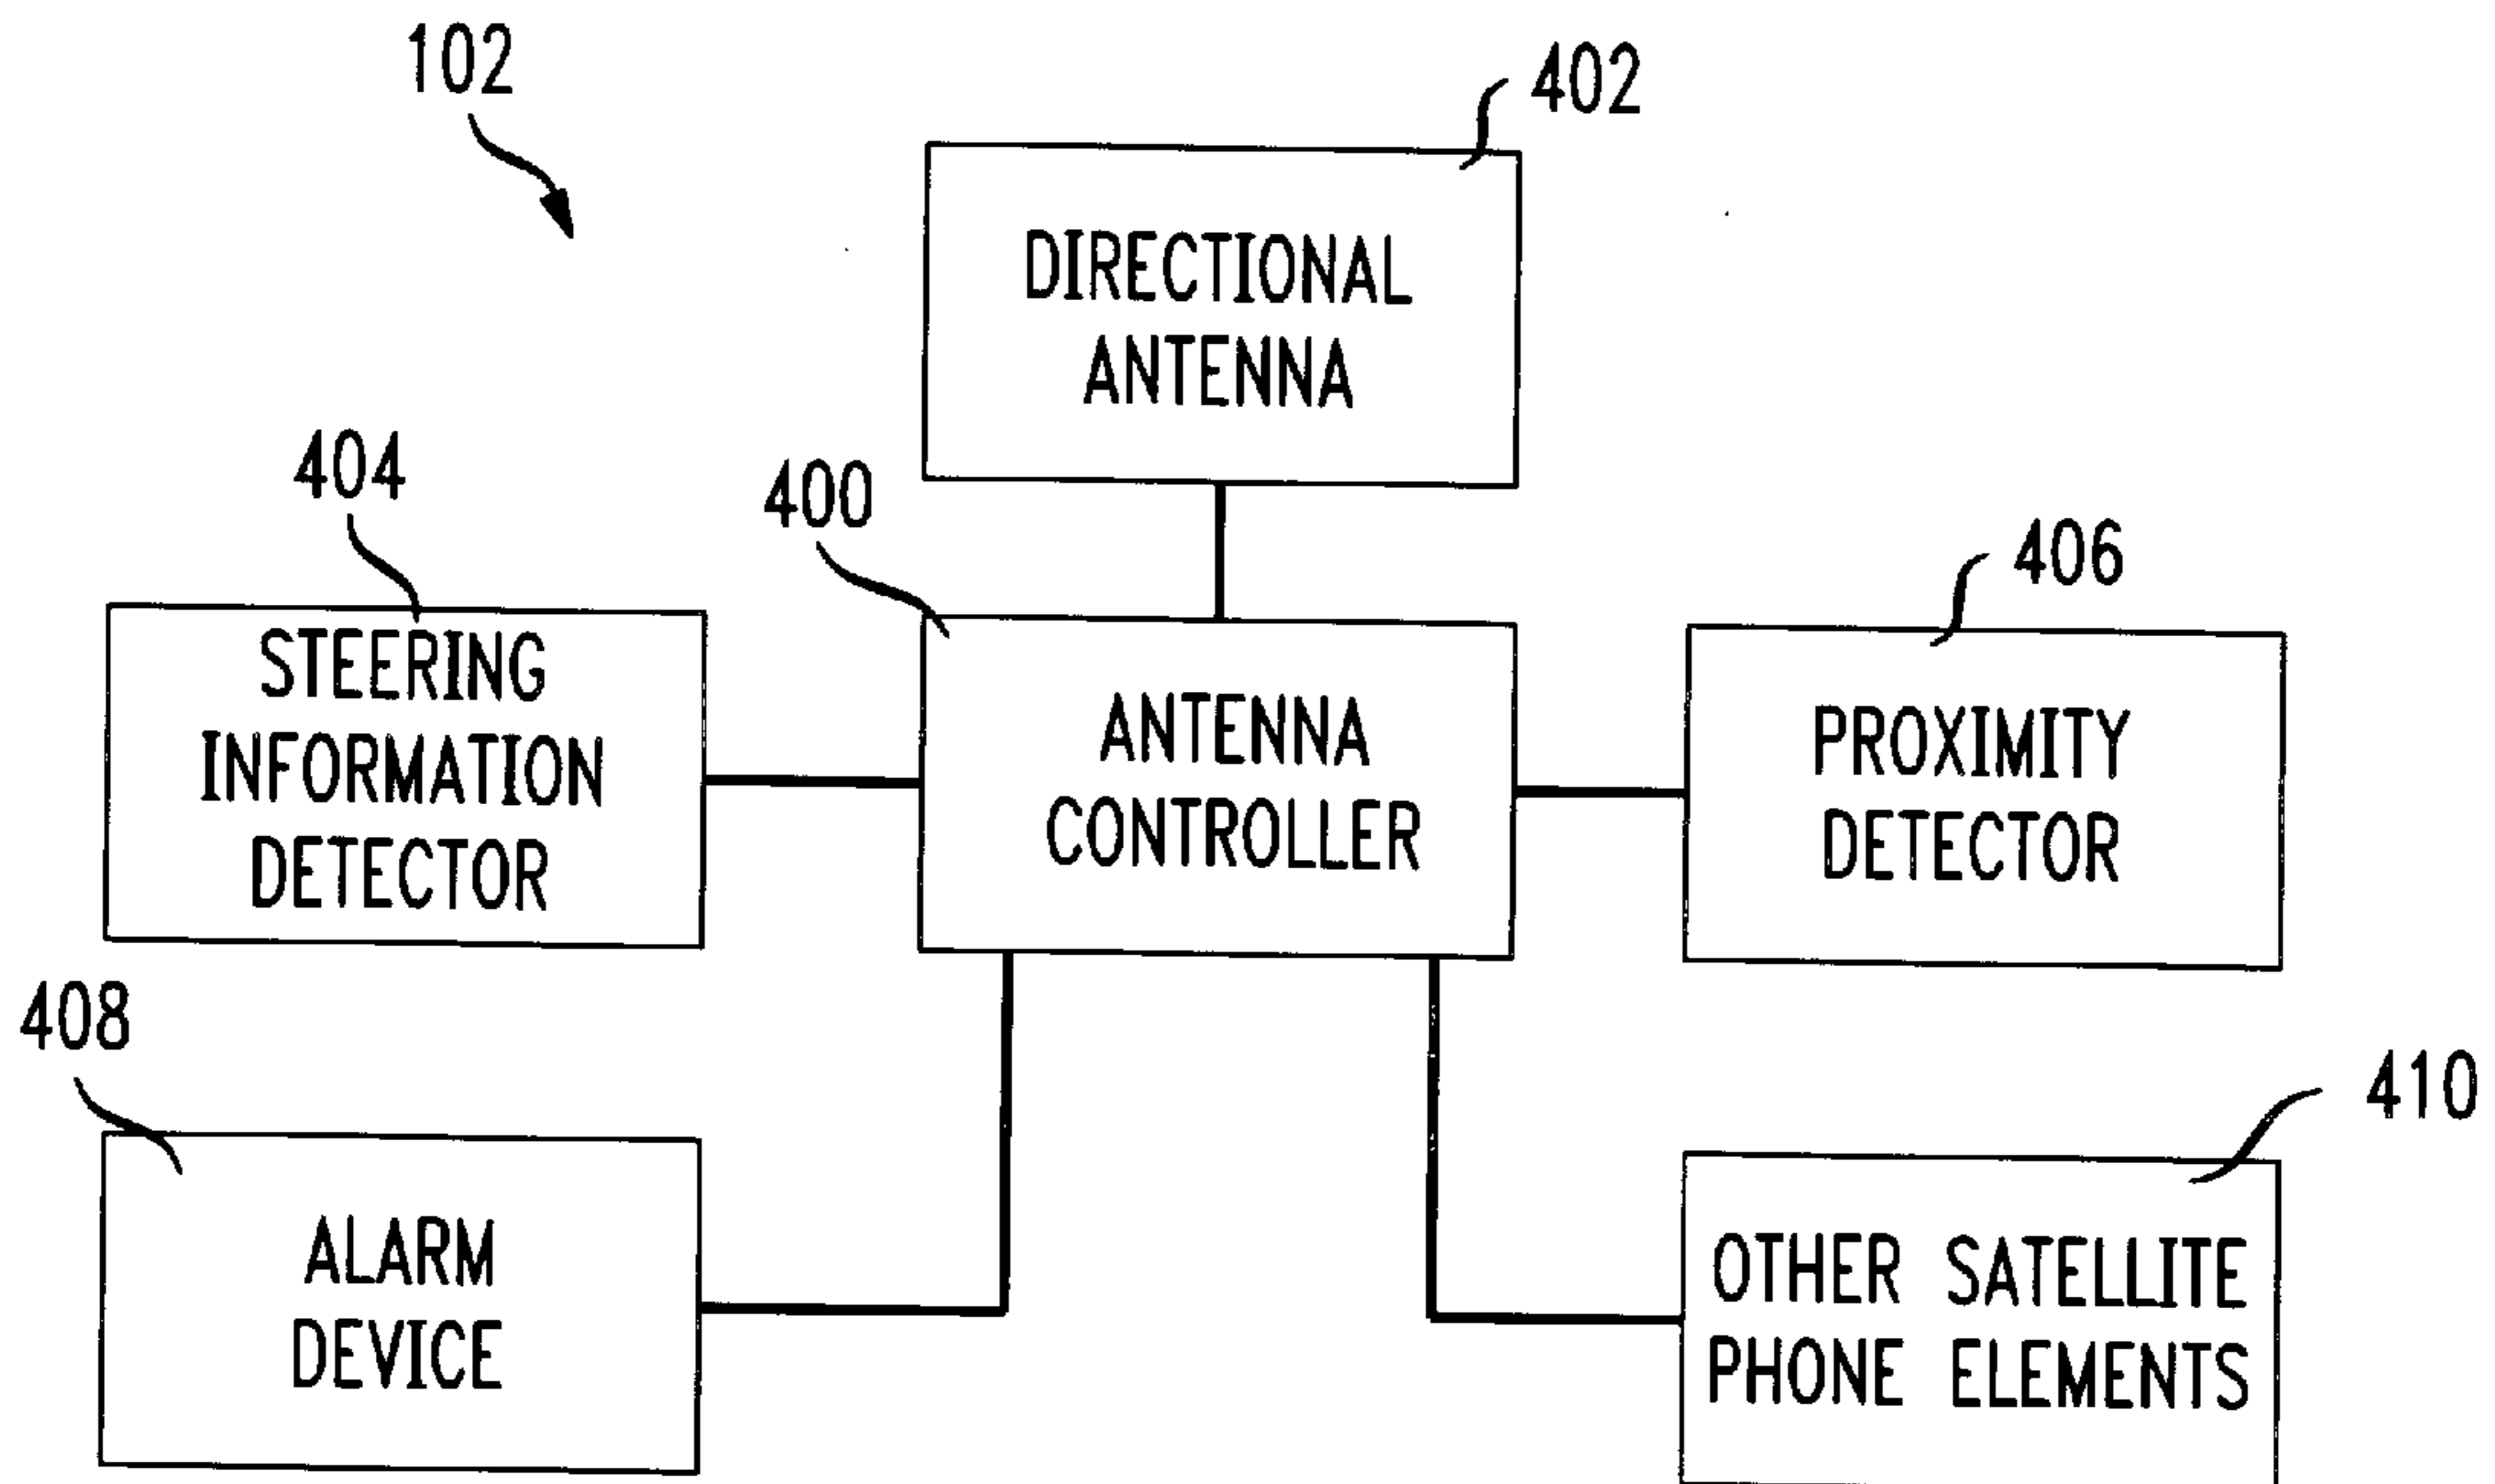 102
402
DIRECTIONAL
ANTENNA
404
400
406
STEERING
INFORMATION
DETECTOR
ANTENNA
CONTROLLER
PROXIMITY
DETECTOR
408
410
ALARM
DEVICE
OTHER SATELLITE
PHONE ELEMENTS